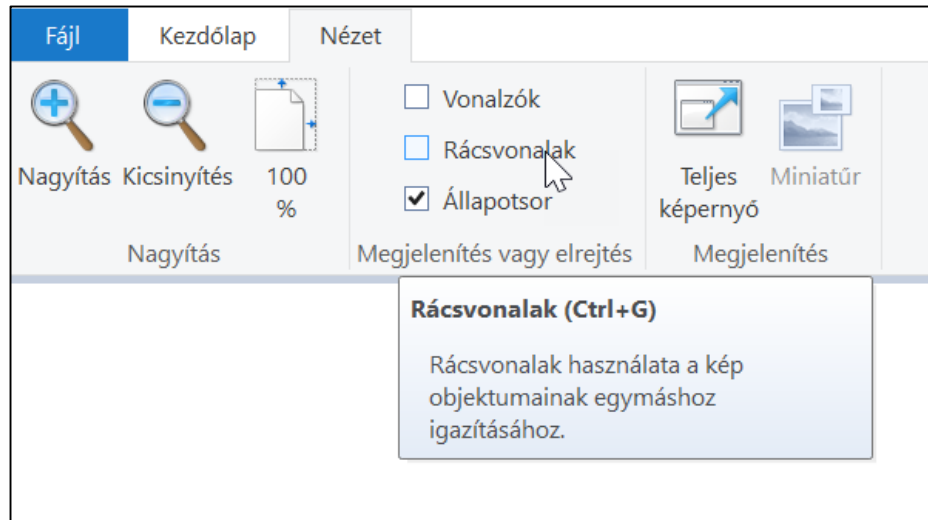 Fájl Kezdőlap Nézet
Nagyítás Kicsinyítés 100
%
Vonalzók
Rácsvonalak
Állapotsor
Teljes Miniatűr
képernyő
Nagyítás Megjelenítés vagy elrejtés Megjelenítés
Rácsvonalak (Ctrl+G)
Rácsvonalak használata a kép
objektumainak egymáshoz
igazításához.